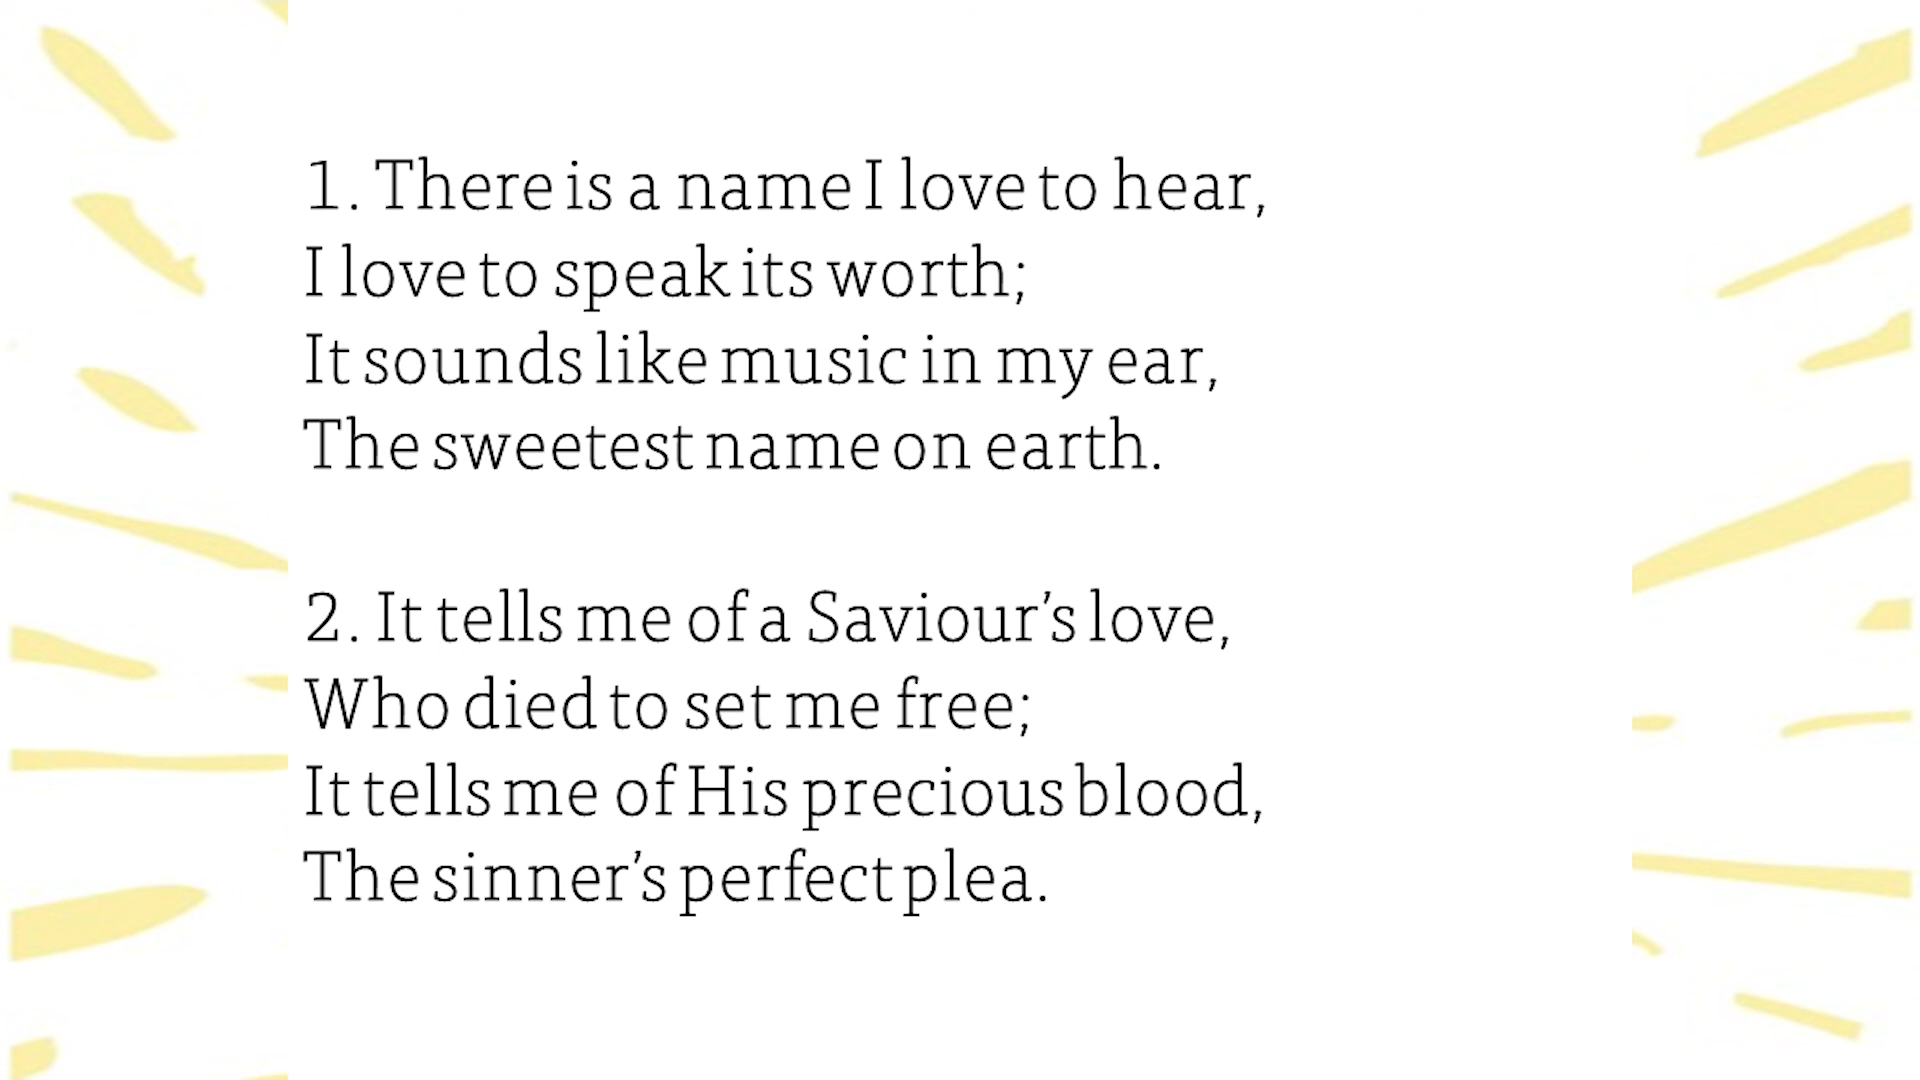 1. There is a name I love to hear,
I love to speak its worth;
It sounds like music in my ear,
The sweetest name on earth.
2. It tells me of a Saviour’s love,
Who died to set me free;
It tells me of His precious blood,
The sinner’s perfect plea.